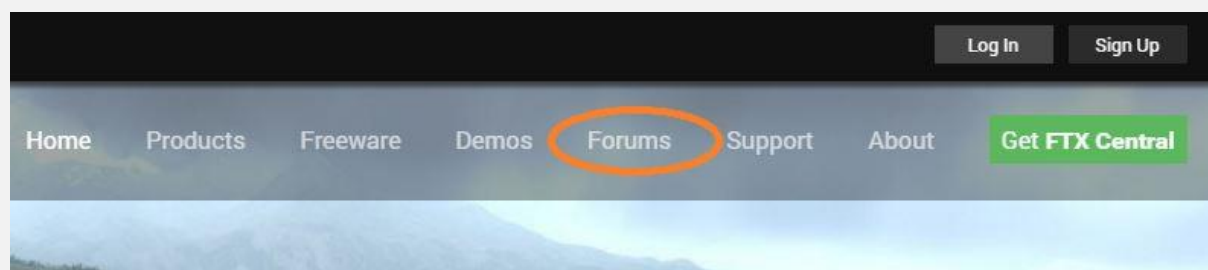 Log In Sign Up
Home Products Freeware Demos Forums Support About Get FTX Central